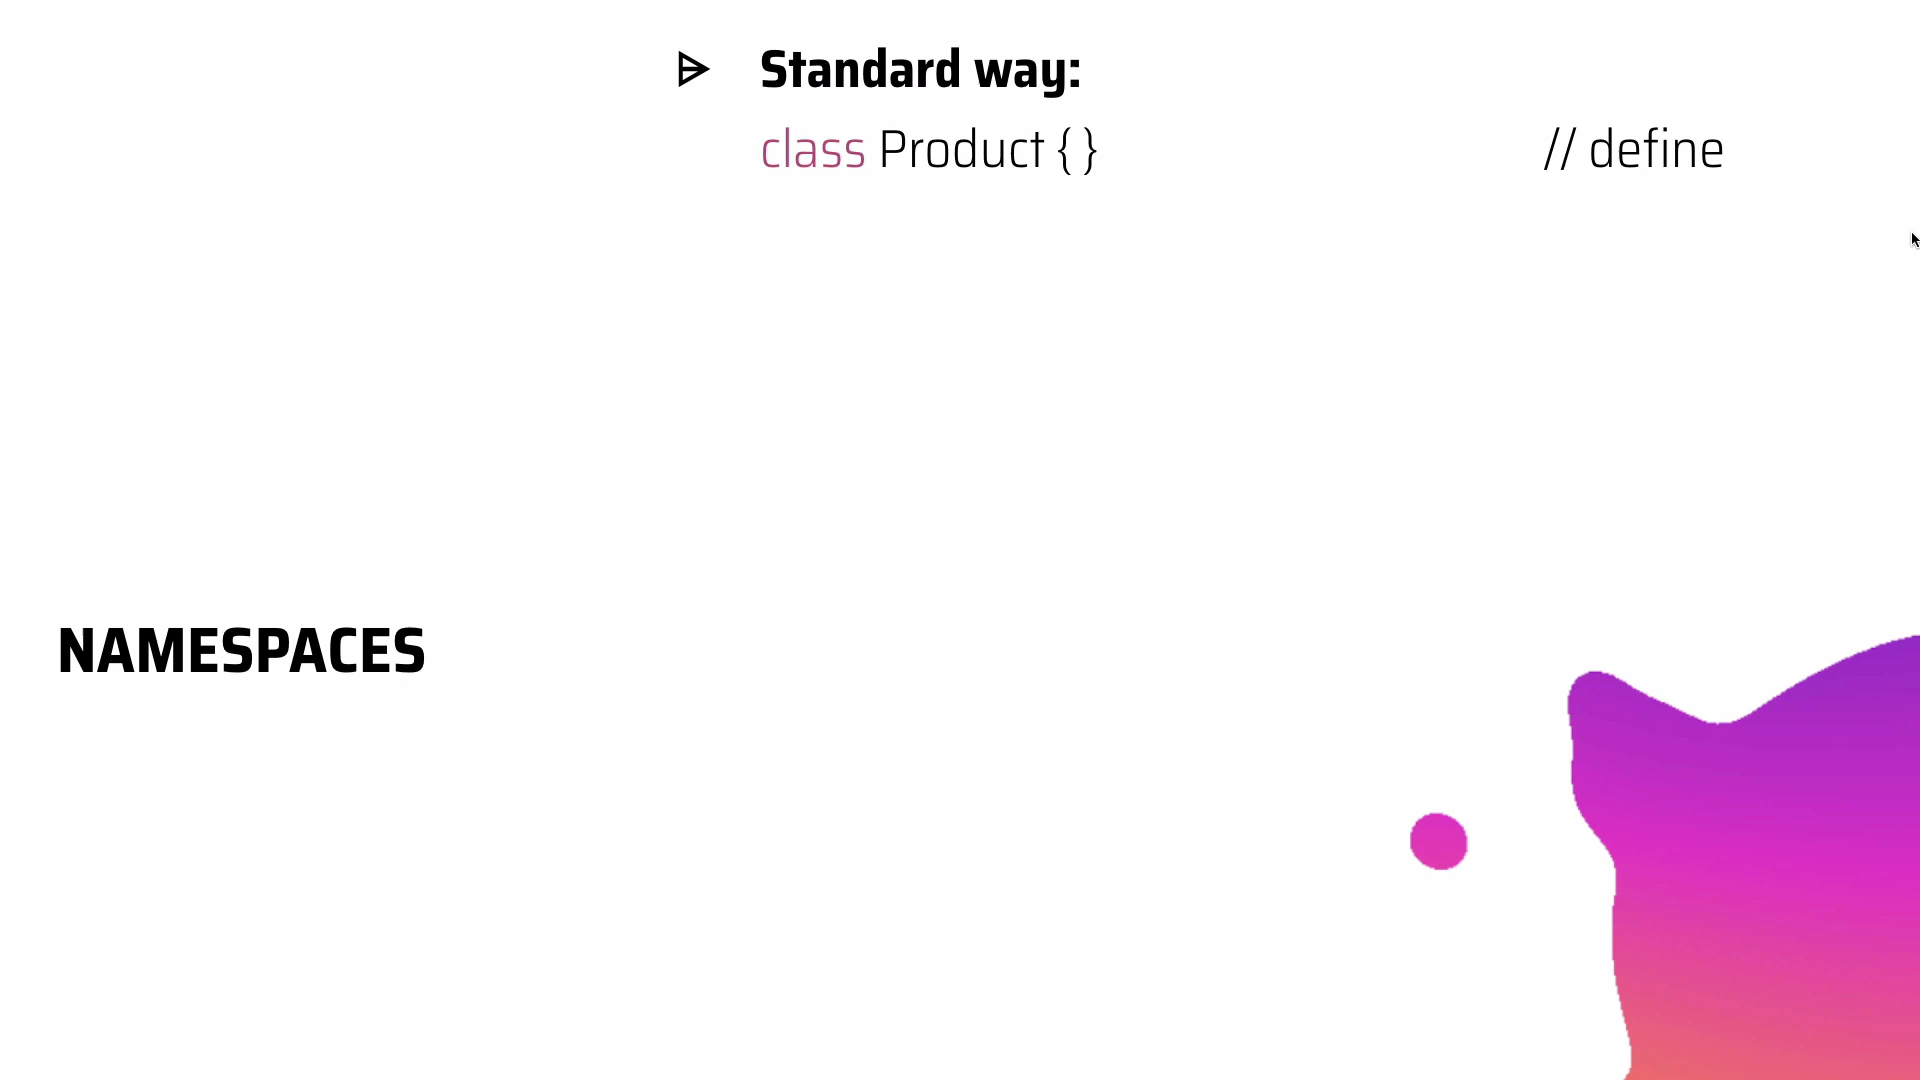 Standard way:
class Product { } // define
NAMESPACES